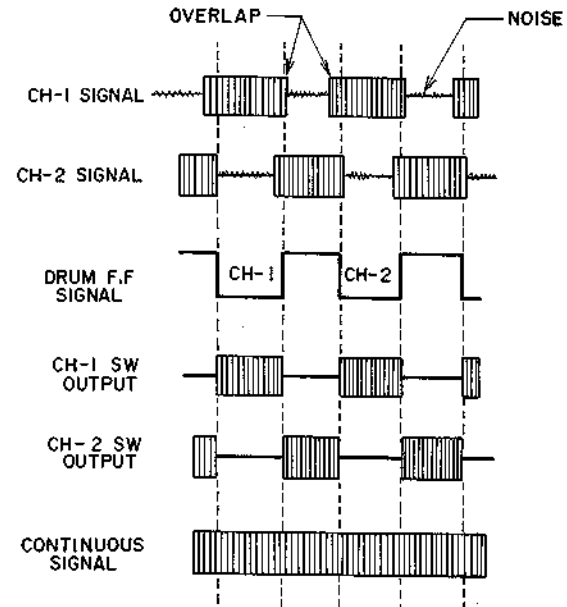 OVERLAP
NOISE
CH-1 SIGNAL
CH-2 SIGNAL
DRUM F.F
SIGNAL
CH-1
CH-2
CH-1 SW
OUTPUT
CH-2 SW
OUTPUT
CONTINUOUS
SIGNAL